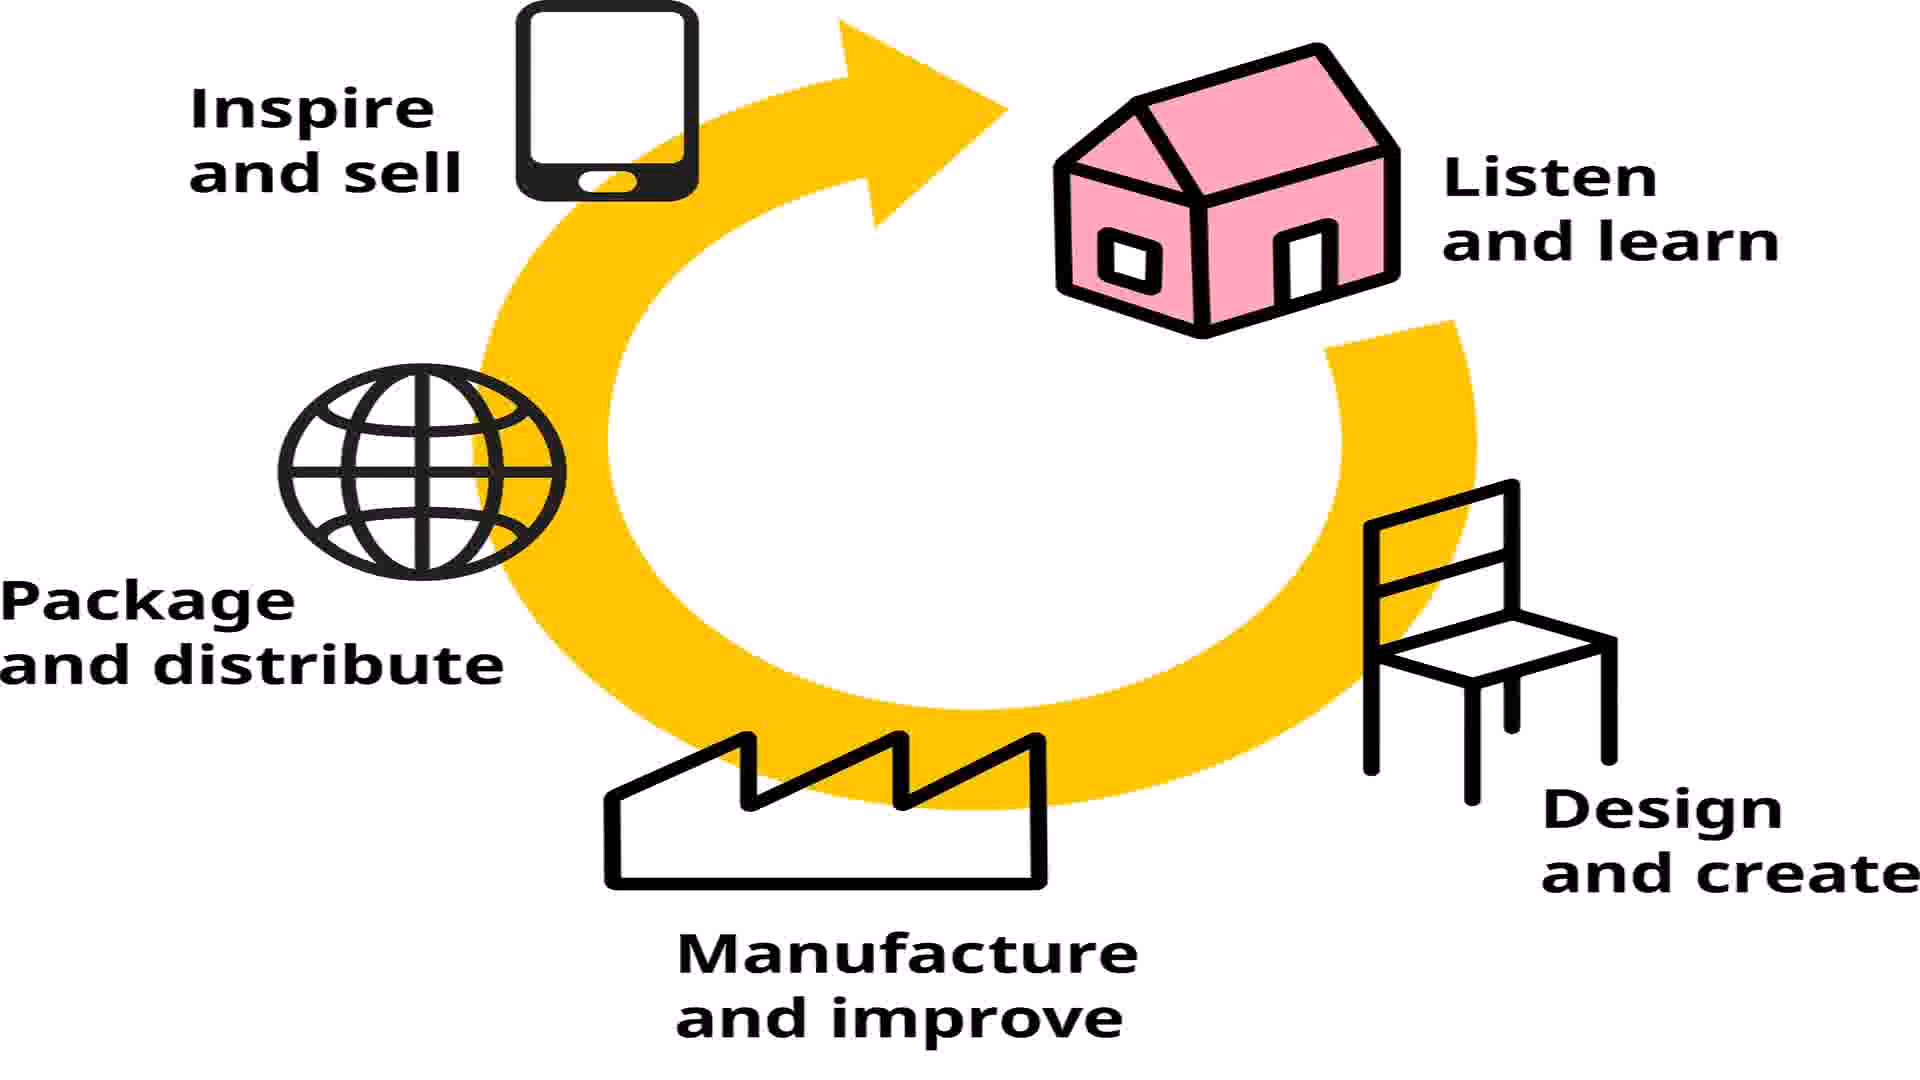 Inspire
and sell
Listen
and learn
Package
and distribute
Design
and create
Manufacture
and improve